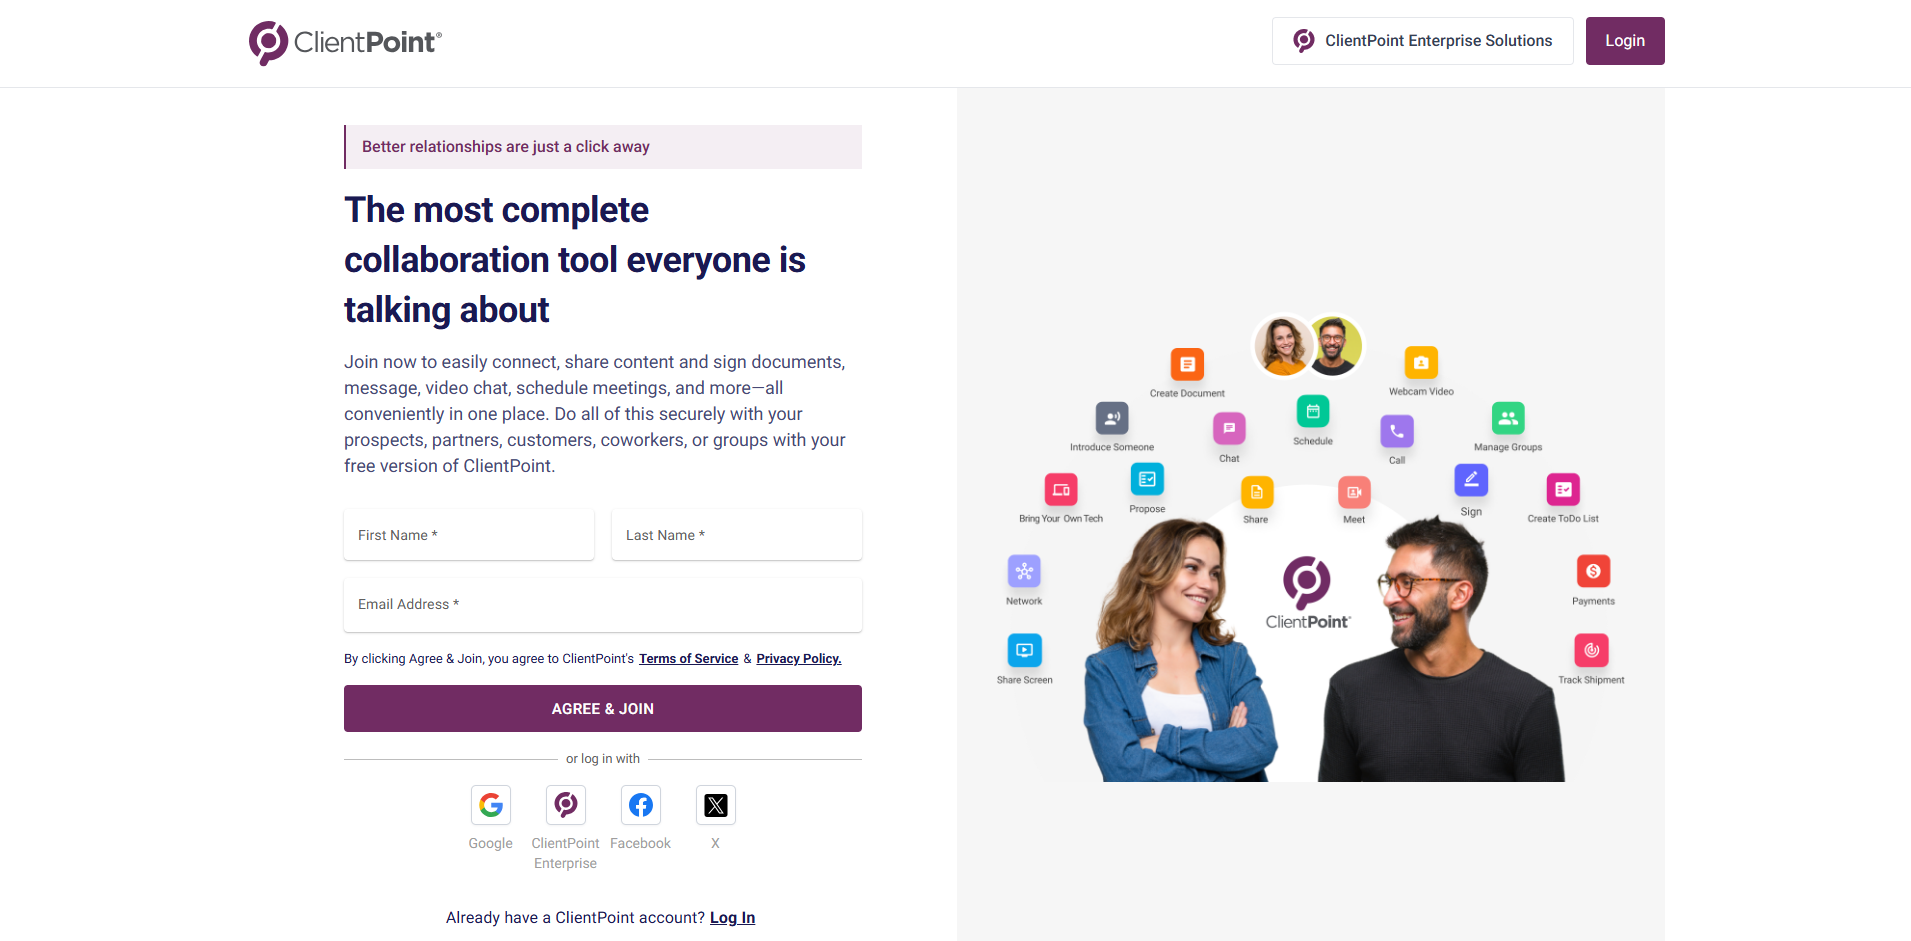 ClientPoint®
ClientPoint Enterprise Solutions
Login
Better relationships are just a click away
The most complete
collaboration tool everyone is
talking about
Join now to easily connect, share content and sign documents,
message, video chat, schedule meetings, and more—all
conveniently in one place. Do all of this securely with your
prospects, partners, customers, coworkers, or groups with your
free version of ClientPoint.
First Name *
Last Name *
Email Address *
By clicking Agree & Join, you agree to ClientPoint's Terms of Service & Privacy Policy.
AGREE & JOIN
or log in with
Google
ClientPoint
Enterprise
Facebook
X
Already have a ClientPoint account? Log In
Create Document
Webcam Video
Introduce Someone
Chat
Schedule
Call
Manage Groups
Bring Your Own Tech
Propose
Share
Meet
Sign
Create ToDo List
Network
ClientPoint®
Payments
Share Screen
Track Shipment